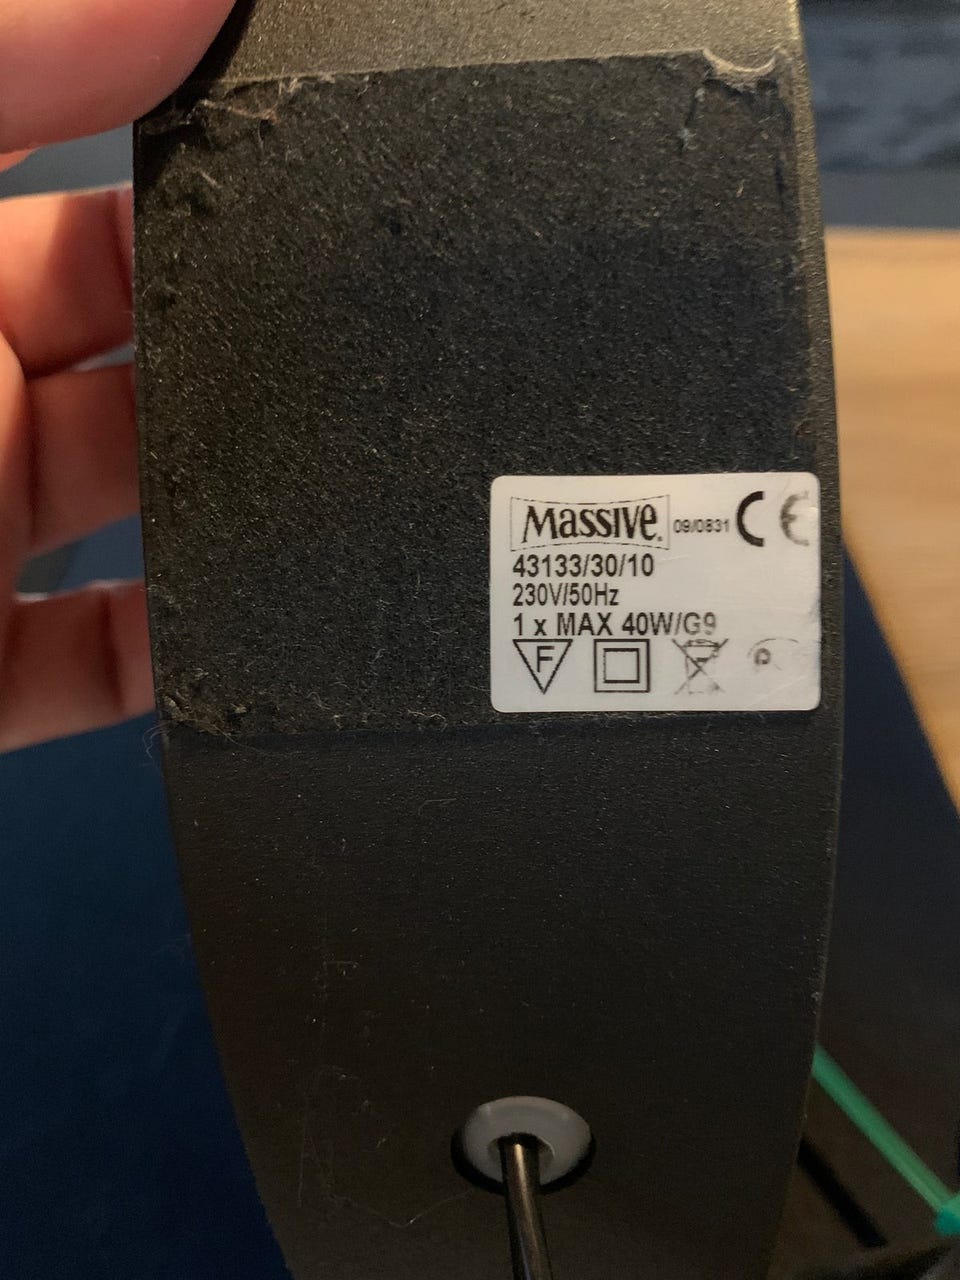 Massive. 09/0831 CE
43133/30/10
230V/50Hz
1 x MAX 40W/G9
F